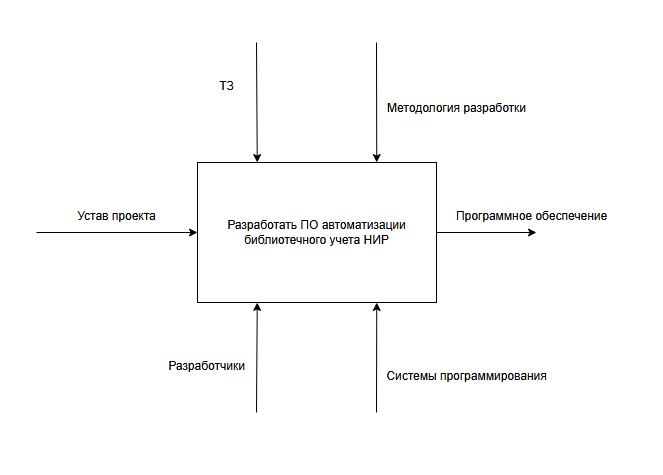 ТЗ
Методология разработки
Устав проекта
Разработать ПО автоматизации
библиотечного учета НИР
Программное обеспечение
Разработчики
Системы программирования